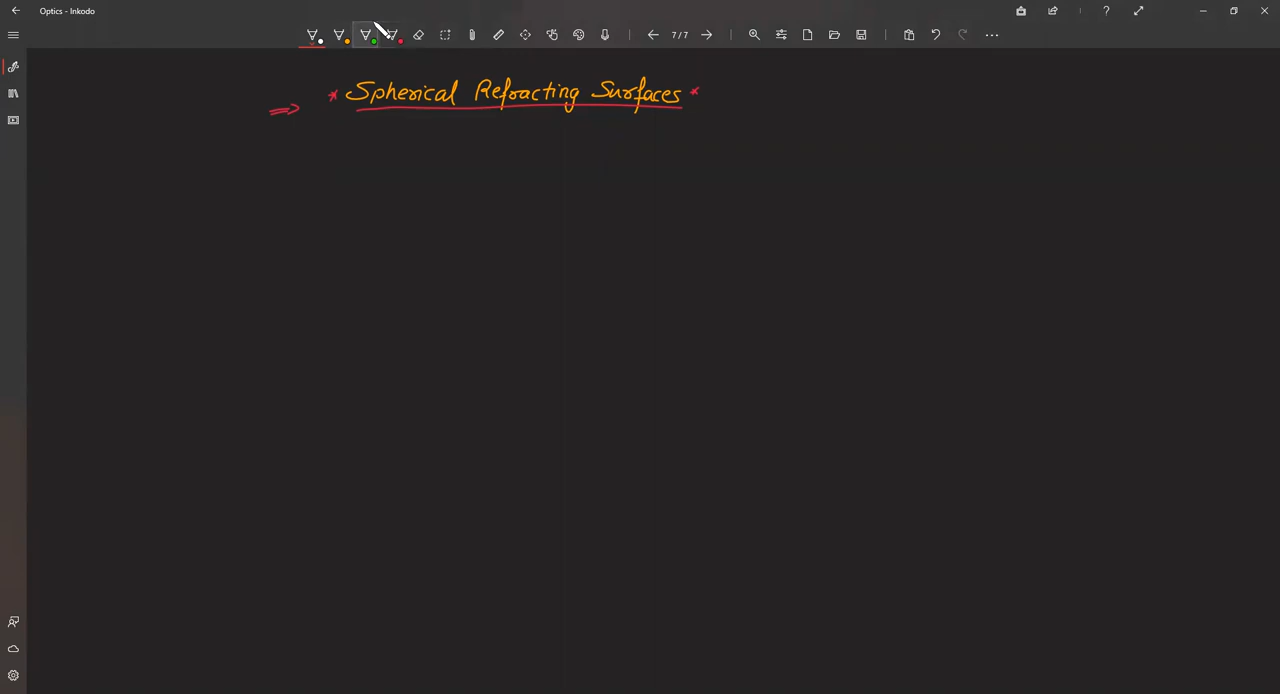 Optics - Inkodo
7/7
* Spherical Refracting Surfaces *